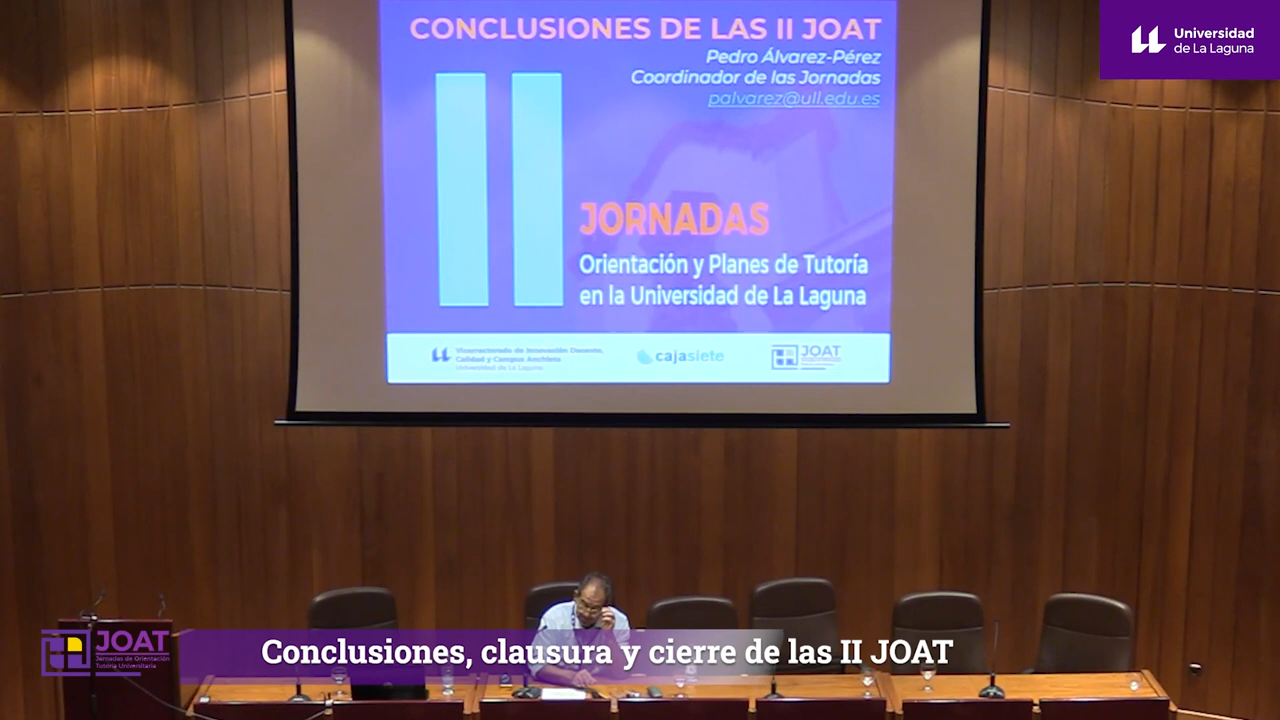 CONCLUSIONES DE LAS II JOAT
Pedro Álvarez-Pérez
Coordinador de las Jornadas
palvarez@ull.edu.es
II
JORNADAS
Orientación y Planes de Tutoría
en la Universidad de La Laguna
Vicerrectorado de Innovación Docente,
Calidad y Campus Anchieta
Universidad de La Laguna
cajasiete
JOAT
Universidad
de La Laguna
JOAT
Jornadas de Orientación
Tutoría Universitaria
Conclusiones, clausura y cierre de las II JOAT